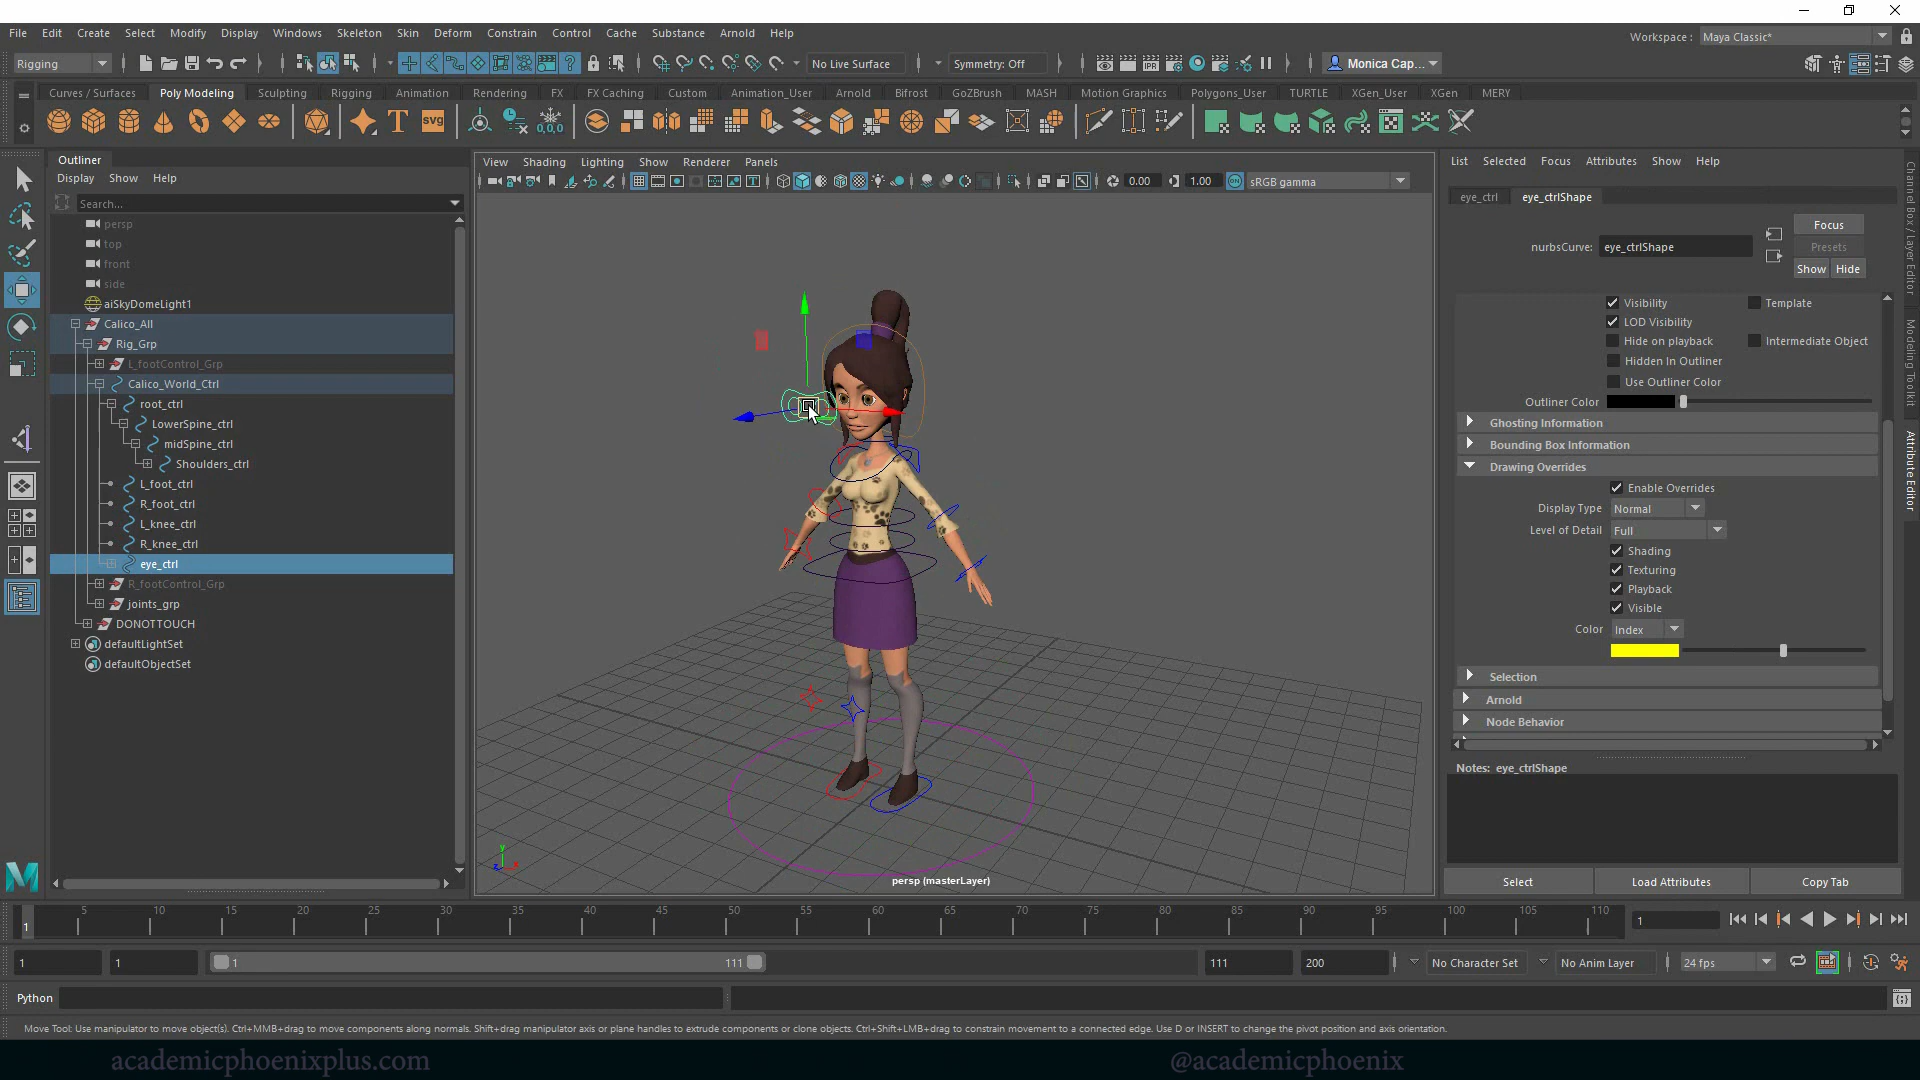 File Edit Create Select Modify Display Windows Skeleton Skin Deform Constrain Control Cache Substance Arnold Help
Workspace : Maya Classic*
Rigging No Live Surface Symmetry: Off Monica Cap...
Curves / Surfaces Poly Modeling Sculpting Rigging Animation Rendering FX FX Caching Custom Animation_User Arnold Bifrost GoZBrush MASH Motion Graphics Polygons_User TURTLE XGen_User XGen MERY
T SVG 0,0,0
Outliner
Display Show Help
Search...
persp
top
front
side
aiSkyDomeLight1
Calico_All
Rig_Grp
L_footControl_Grp
Calico_World_Ctrl
root_ctrl
LowerSpine_ctrl
midSpine_ctrl
Shoulders_ctrl
L_foot_ctrl
R_foot_ctrl
L_knee_ctrl
R_knee_ctrl
eye_ctrl
R_footControl_Grp
joints_grp
DONOTTOUCH
defaultLightSet
defaultObjectSet
View Shading Lighting Show Renderer Panels
0.00 1.00 sRGB gamma
y
z x
persp (masterLayer)
List Selected Focus Attributes Show Help
eye_ctrl eye_ctrlShape
Focus
nurbsCurve: eye_ctrlShape
Presets
Show Hide
Visibility Template
LOD Visibility
Hide on playback Intermediate Object
Hidden In Outliner
Use Outliner Color
Outliner Color
Ghosting Information
Bounding Box Information
Drawing Overrides
Enable Overrides
Display Type Normal
Level of Detail Full
Shading
Texturing
Playback
Visible
Color Index
Selection
Arnold
Node Behavior
Notes: eye_ctrlShape
Select Load Attributes Copy Tab
Channel Box / Layer Editor
Modeling Toolkit
Attribute Editor
5 10 15 20 25 30 35 40 45 50 55 60 65 70 75 80 85 90 95 100 105 110
1 1
1 1 1 111 111 200 No Character Set No Anim Layer 24 fps
Python
Move Tool: Use manipulator to move object(s). Ctrl+MMB+drag to move components along normals. Shift+drag manipulator axis or plane handles to extrude components or clone objects. Ctrl+Shift+LMB+drag to constrain movement to a connected edge. Use D or INSERT to change the pivot position and axis orientation.
academicphoenixplus.com @academicphoenix